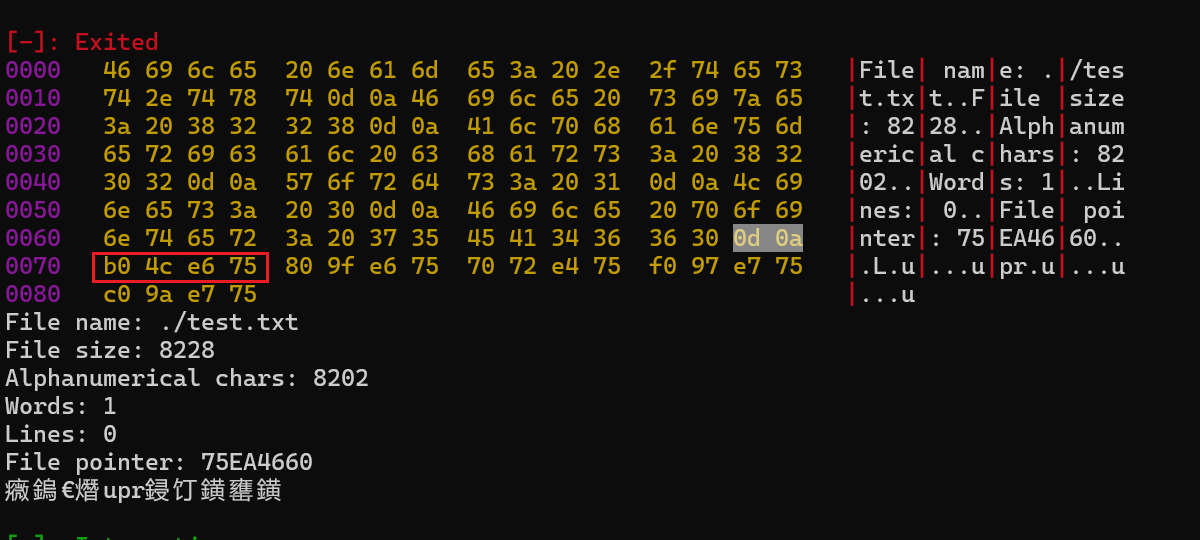 [-]: Exited
0000   46 69 6c 65  20 6e 61 6d  65 3a 20 2e  2f 74 65 73   |File| nam|e: .|/tes
0010   74 2e 74 78  74 0d 0a 46  69 6c 65 20  73 69 7a 65   |t.tx|t..F|ile |size
0020   3a 20 38 32  32 38 0d 0a  41 6c 70 68  61 6e 75 6d   |: 82|28..|Alph|anum
0030   65 72 69 63  61 6c 20 63  68 61 72 73  3a 20 38 32   |eric|al c|hars|: 82
0040   30 32 0d 0a  57 6f 72 64  73 3a 20 31  0d 0a 4c 69   |02..|Word|s: 1|..Li
0050   6e 65 73 3a  20 30 0d 0a  46 69 6c 65  20 70 6f 69   |nes:| 0..|File| poi
0060   6e 74 65 72  3a 20 37 35  45 41 34 36  36 30 0d 0a   |nter|: 75|EA46|60..
0070   b0 4c e6 75  80 9f e6 75  70 72 e4 75  f0 97 e7 75   |.L.u|...u|pr.u|...u
0080   c0 9a e7 75                                          |...u
File name: ./test.txt
File size: 8228
Alphanumerical chars: 8202
Words: 1
Lines: 0
File pointer: 75EA4660
€熸upr